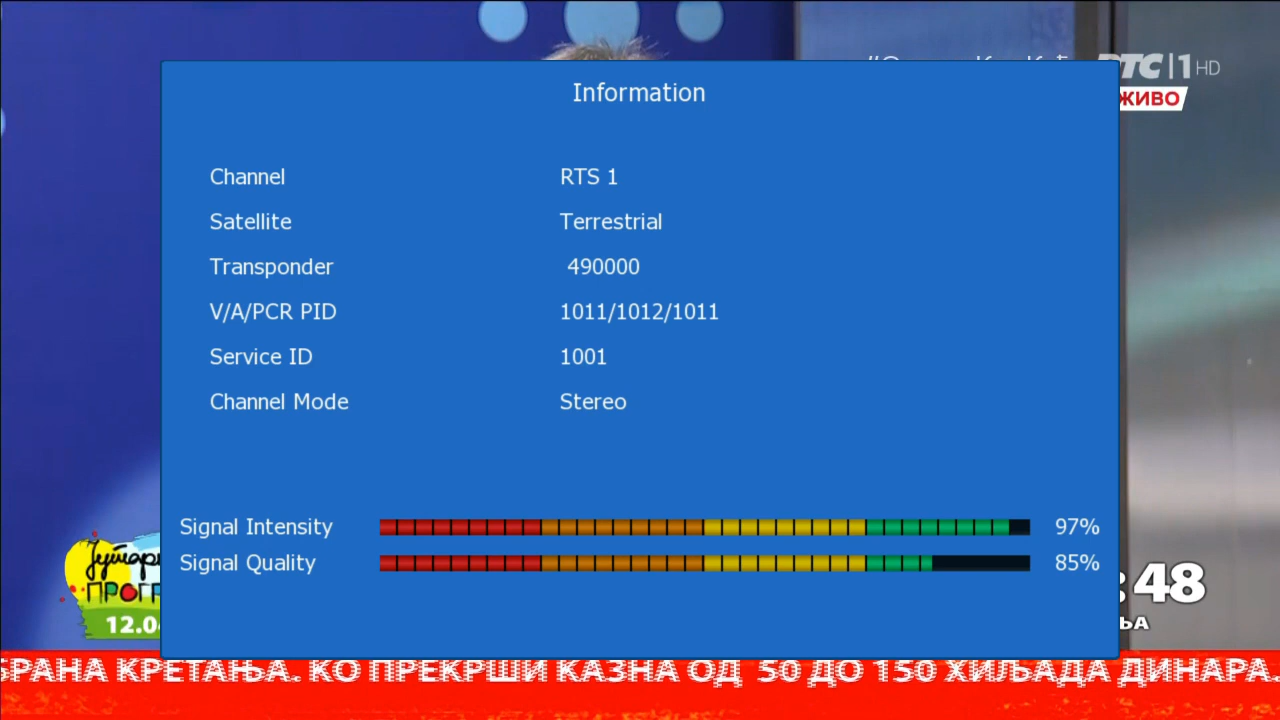 РТС|1 HD
ЖИВО
Information
Channel RTS 1
Satellite Terrestrial
Transponder 490000
V/A/PCR PID 1011/1012/1011
Service ID 1001
Channel Mode Stereo
Signal Intensity 97%
Signal Quality 85%
12.0
:48
ЊА
БРАНА КРЕТАЊА. КО ПРЕКРШИ КАЗНА ОД 50 ДО 150 ХИЉАДА ДИНАРА.